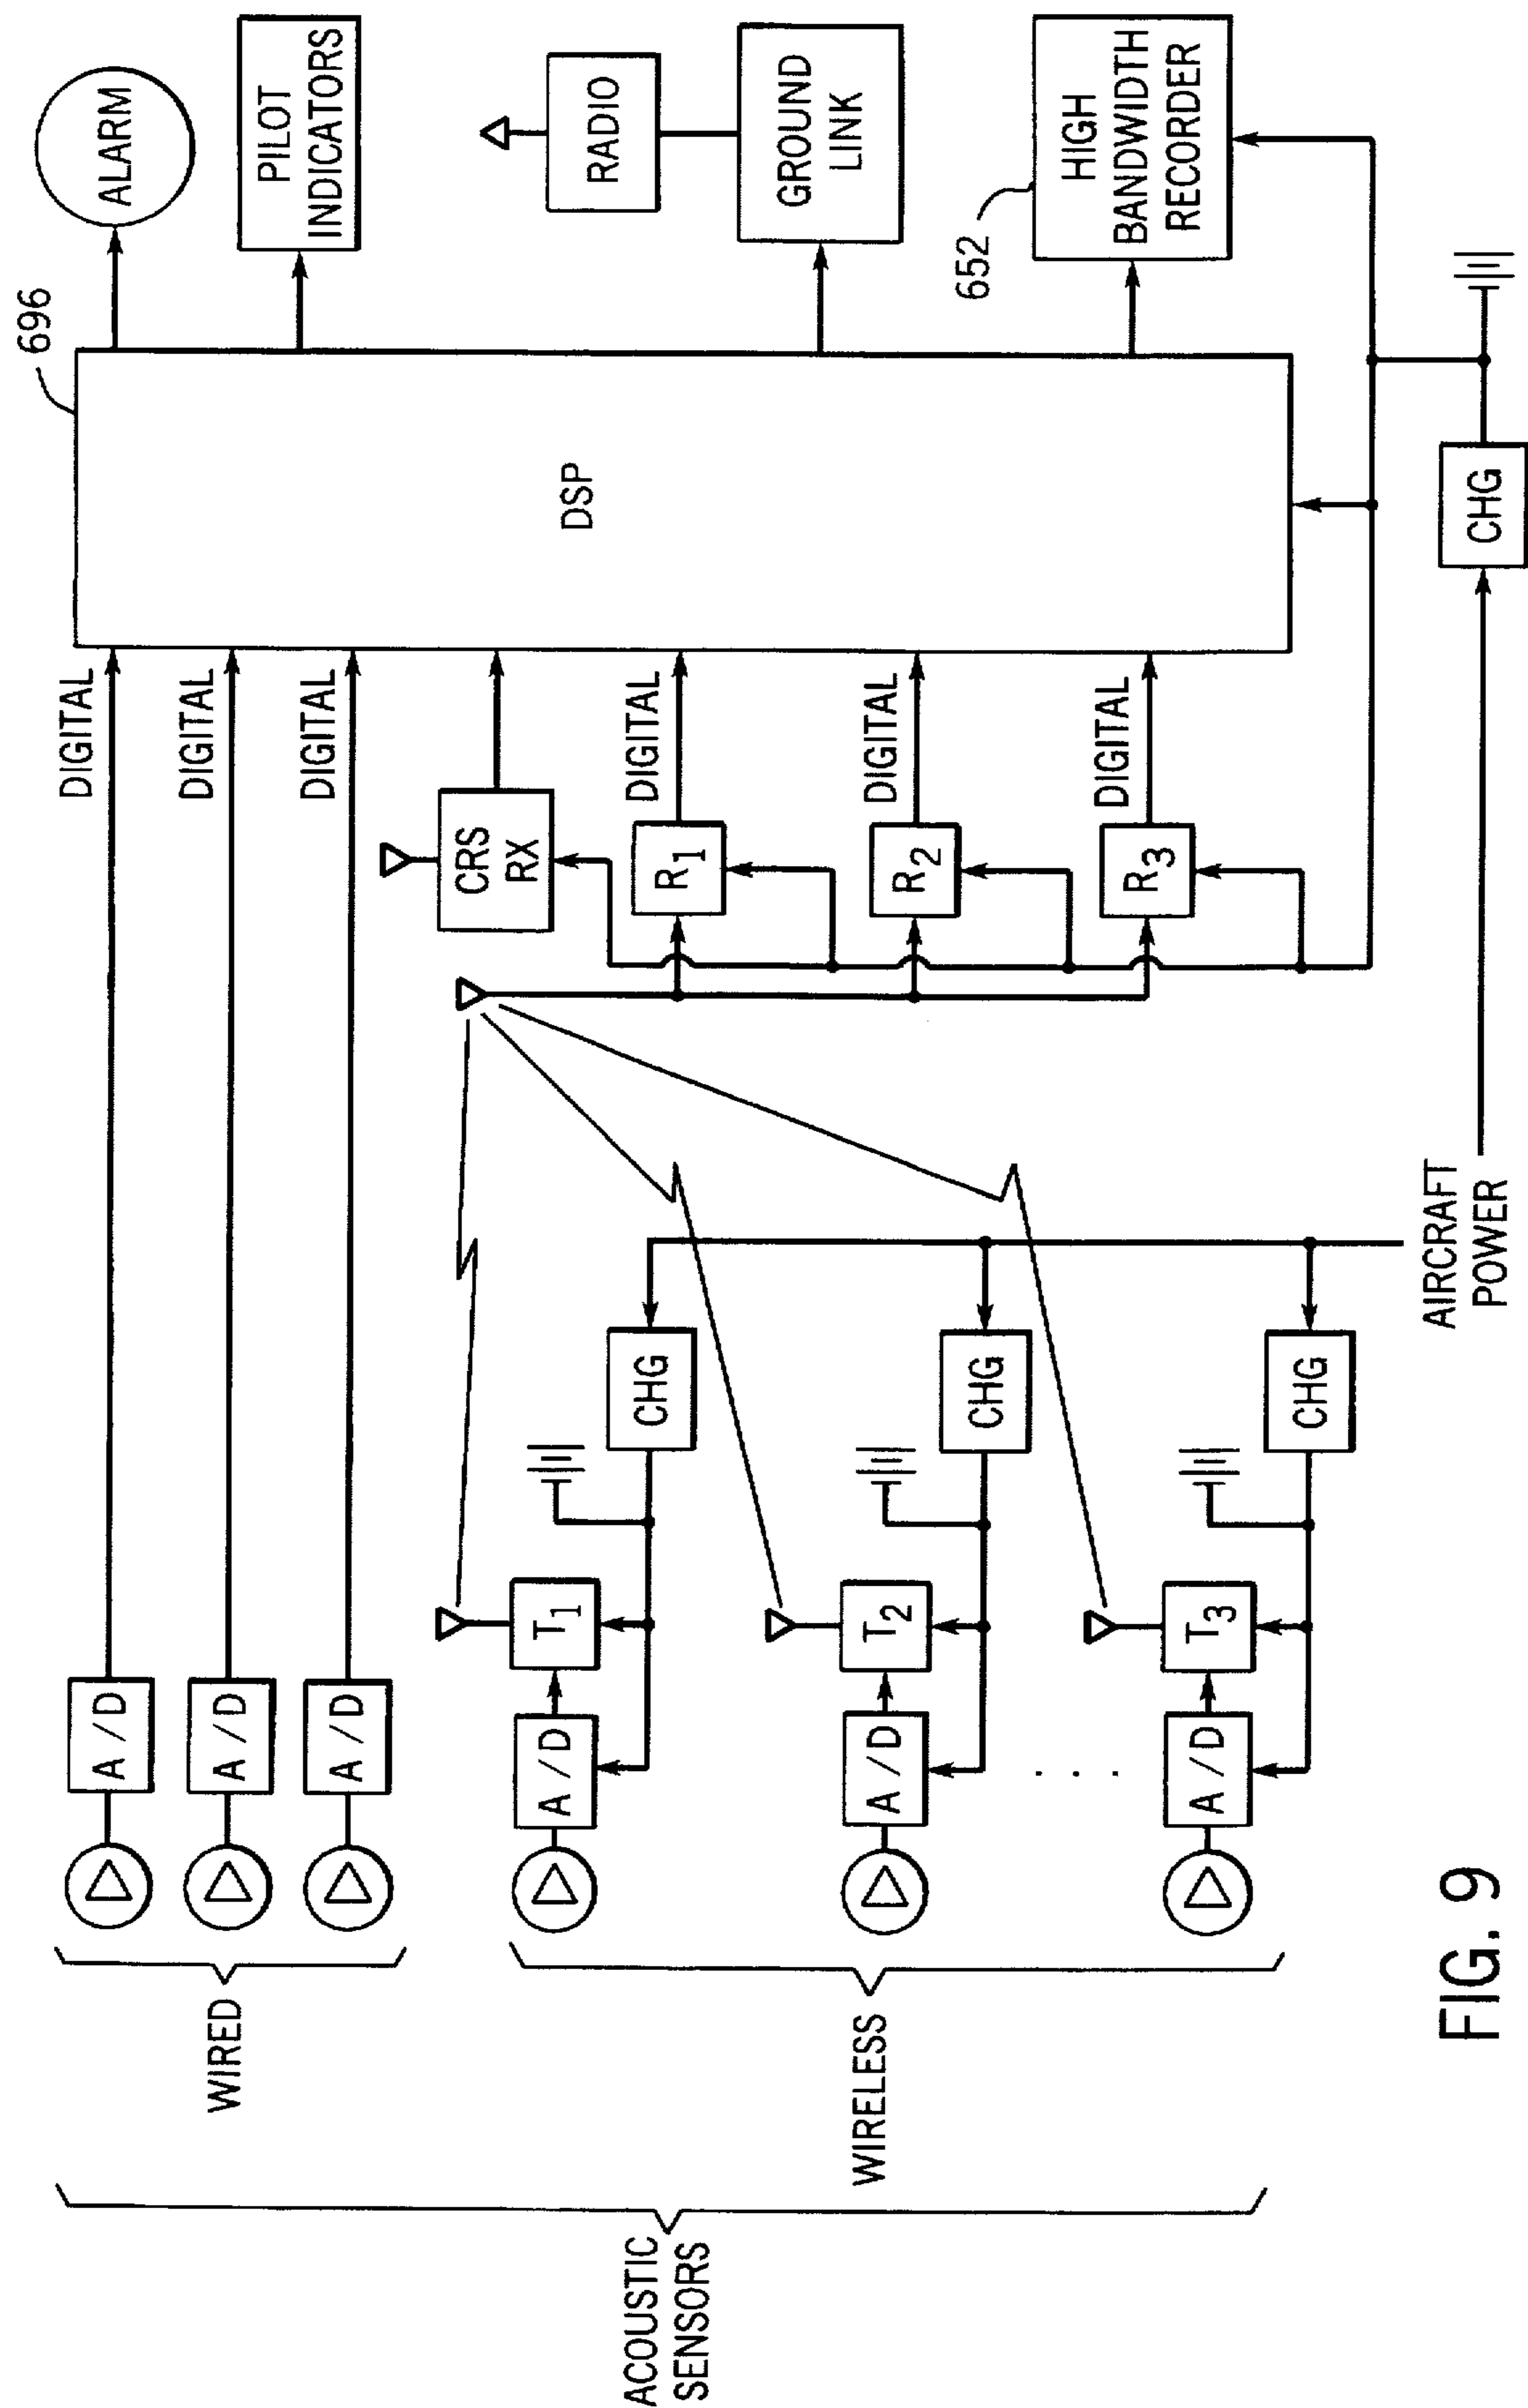 ACOUSTIC
SENSORS
WIRED
WIRELESS
A/D
A/D
A/D
A/D
A/D
A/D
T1
T2
T3
. . .
CHG
CHG
CHG
AIRCRAFT
POWER
DIGITAL
DIGITAL
DIGITAL
CRS
RX
R1
R2
R3
DIGITAL
DIGITAL
DIGITAL
CHG
696
DSP
ALARM
PILOT
INDICATORS
RADIO
GROUND
LINK
652
HIGH
BANDWIDTH
RECORDER
FIG. 9